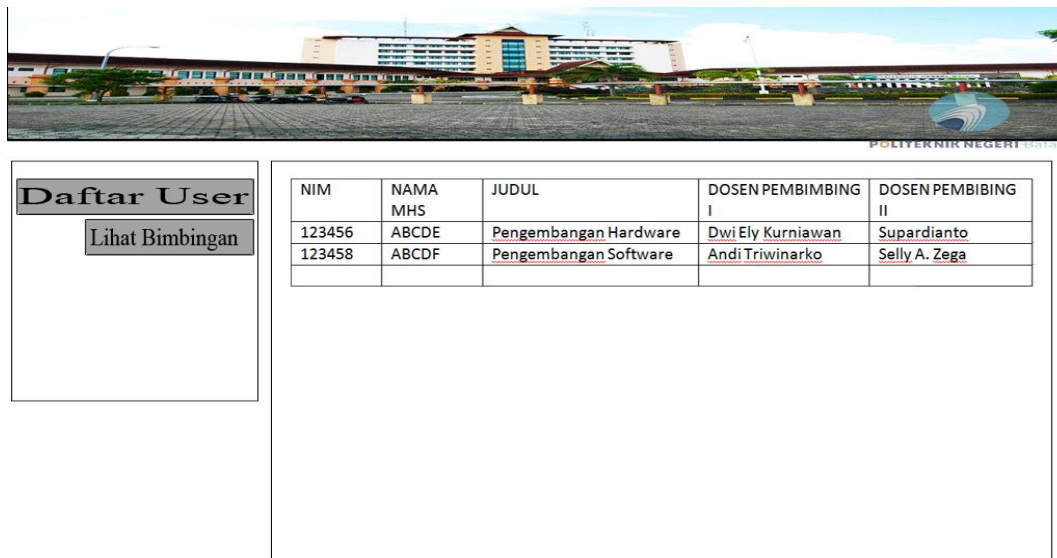 POLITEKNIK NEGERI Bata
Daftar User
Lihat Bimbingan
NIM NAMA MHS JUDUL DOSEN PEMBIMBING I DOSEN PEMBIBING II
123456 ABCDE Pengembangan Hardware Dwi Ely Kurniawan Supardianto
123458 ABCDF Pengembangan Software Andi Triwinarko Selly A. Zega